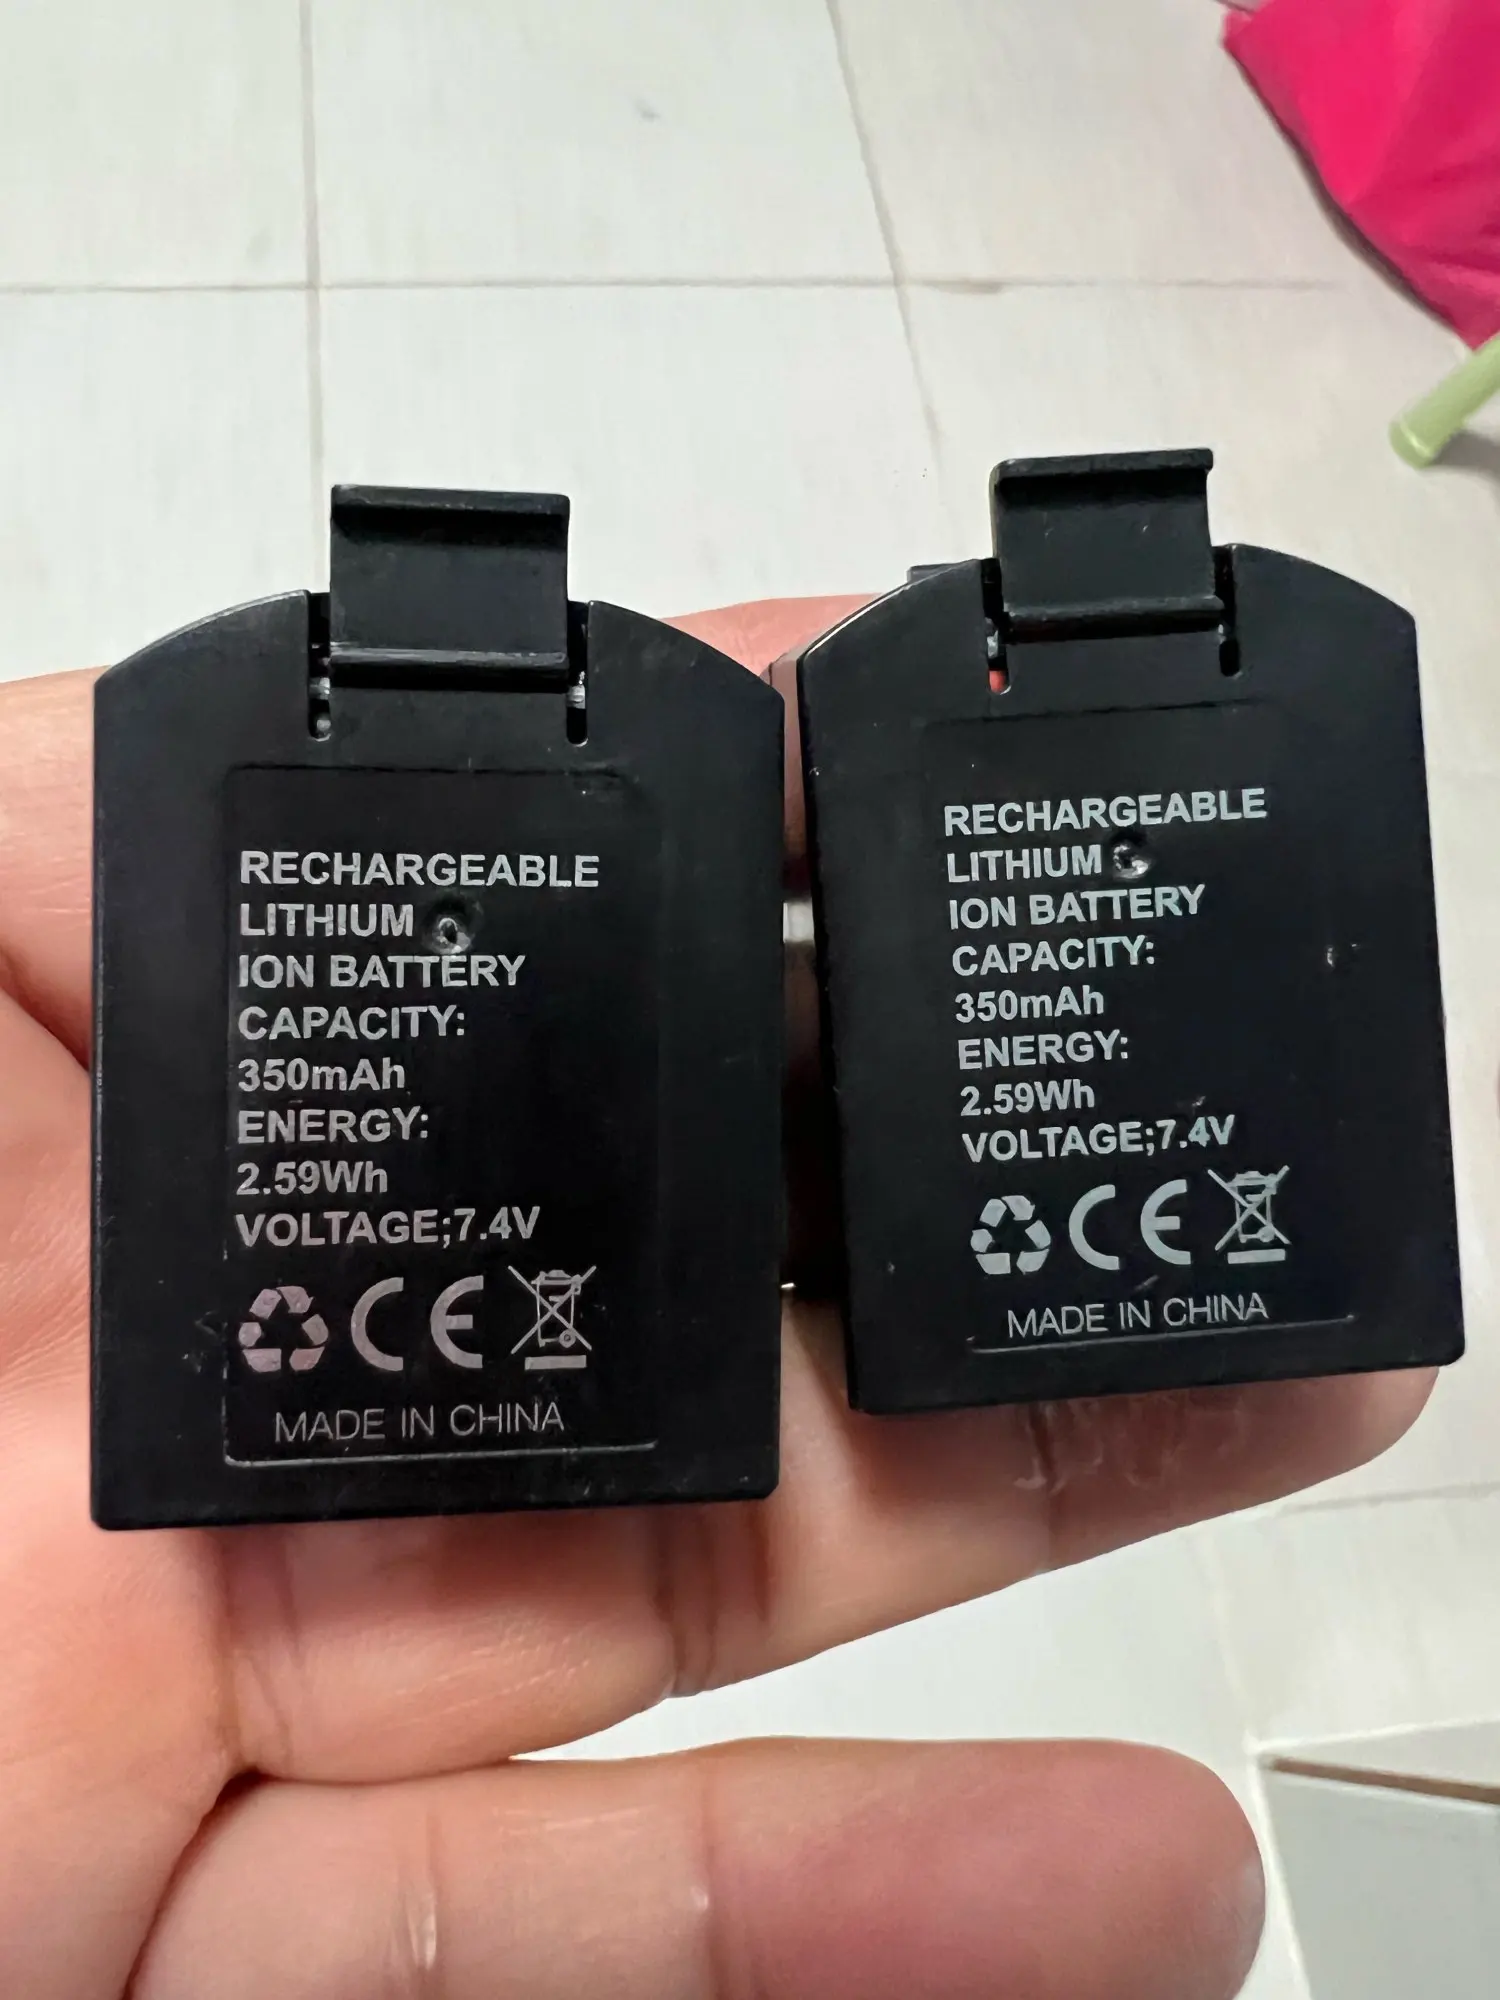 RECHARGEABLE
LITHIUM
ION BATTERY
CAPACITY:
350mAh
ENERGY:
2.59Wh
VOLTAGE;7.4V
CE
MADE IN CHINA
RECHARGEABLE
LITHIUM
ION BATTERY
CAPACITY:
350mAh
ENERGY:
2.59Wh
VOLTAGE;7.4V
CE
MADE IN CHINA